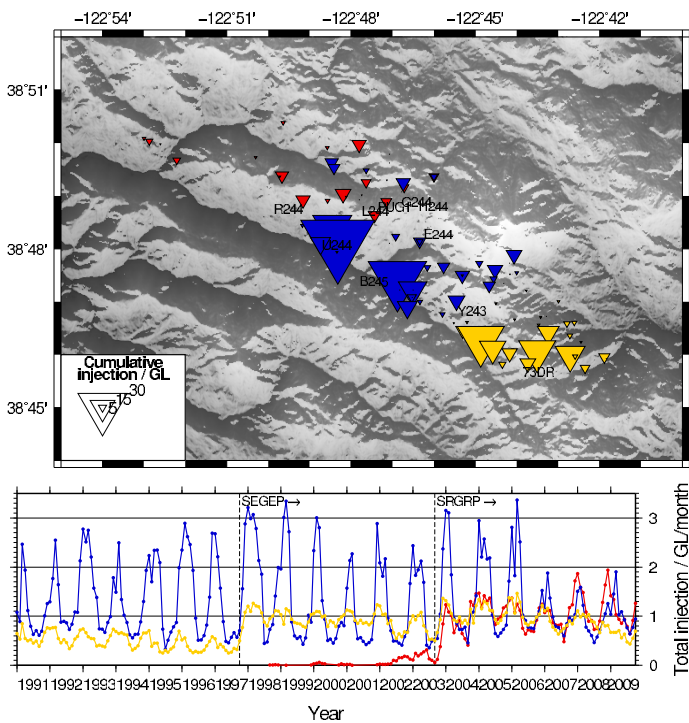 −122°54' −122°51' −122°48' −122°45' −122°42'
38°51'
R244 L244 PUG1 G244 H244
38°48'
J244 E244
B245
Y243
73DR
Cumulative
injection / GL
5 15 30
38°45'
SEGEP → SRGRP →
3
2
1
0
Total injection GL/month
1991 1992 1993 1994 1995 1996 1997 1998 1999 2000 2001 2002 2003 2004 2005 2006 2007 2008 2009
Year